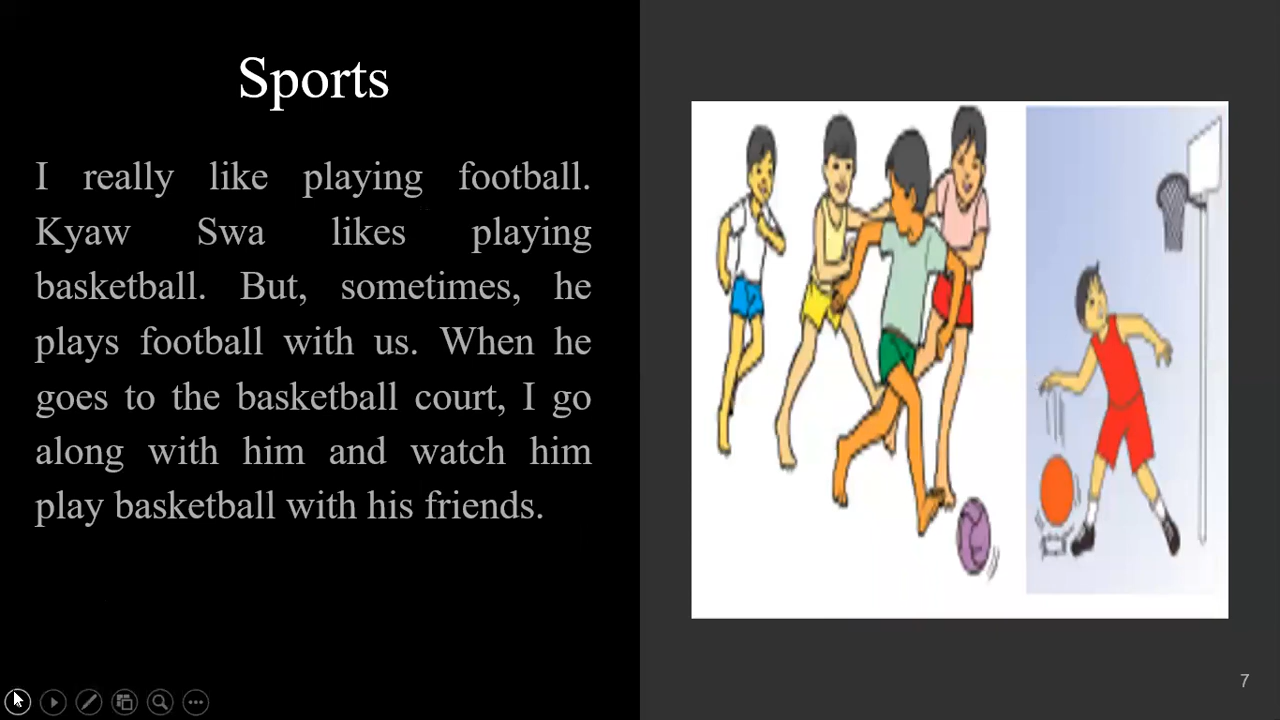 Sports
I really like playing football.
Kyaw Swa likes playing
basketball. But, sometimes, he
plays football with us. When he
goes to the basketball court, I go
along with him and watch him
play basketball with his friends.
7